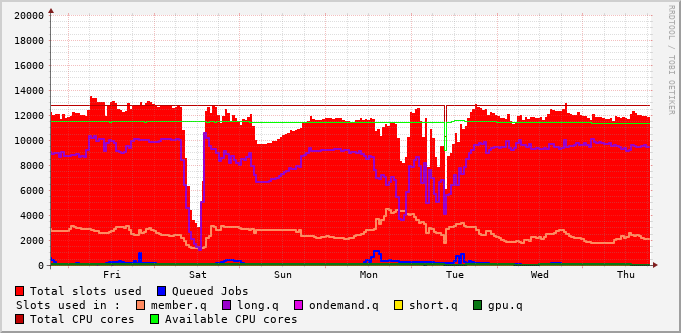 RRDTOOL / TOBI OETIKER
20000
18000
16000
14000
12000
10000
8000
6000
4000
2000
0
Fri Sat Sun Mon Tue Wed Thu
Total slots used Queued Jobs
Slots used in : member.q long.q ondemand.q short.q gpu.q
Total CPU cores Available CPU cores